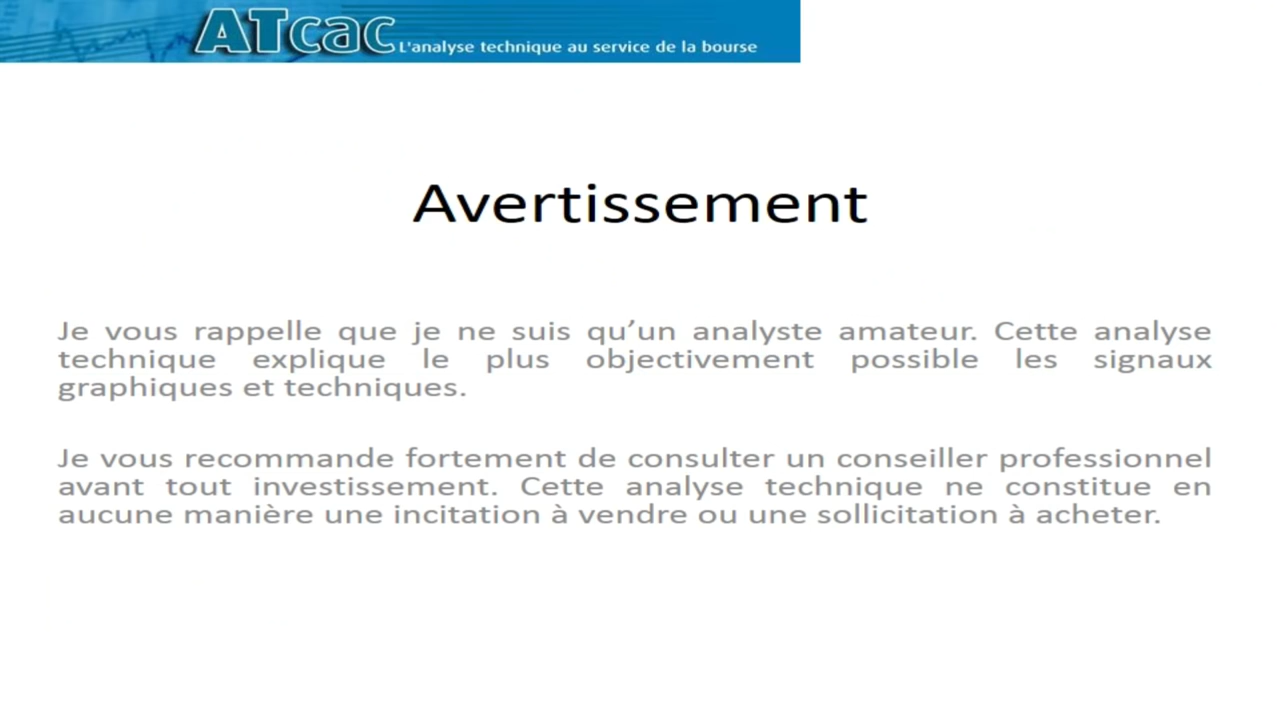 ATcac L'analyse technique au service de la bourse
Avertissement
Je vous rappelle que je ne suis qu’un analyste amateur. Cette analyse
technique explique le plus objectivement possible les signaux
graphiques et techniques.
Je vous recommande fortement de consulter un conseiller professionnel
avant tout investissement. Cette analyse technique ne constitue en
aucune manière une incitation à vendre ou une sollicitation à acheter.